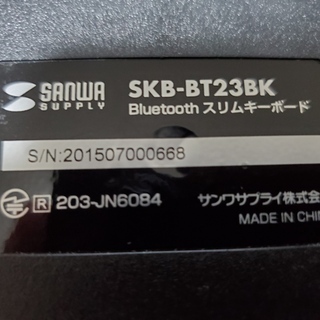 SANWA
SUPPLY
SKB-BT23BK
Bluetooth スリムキーボード
S/N:201507000668
R 203-JN6084
サンワサプライ株式会
MADE IN CHI